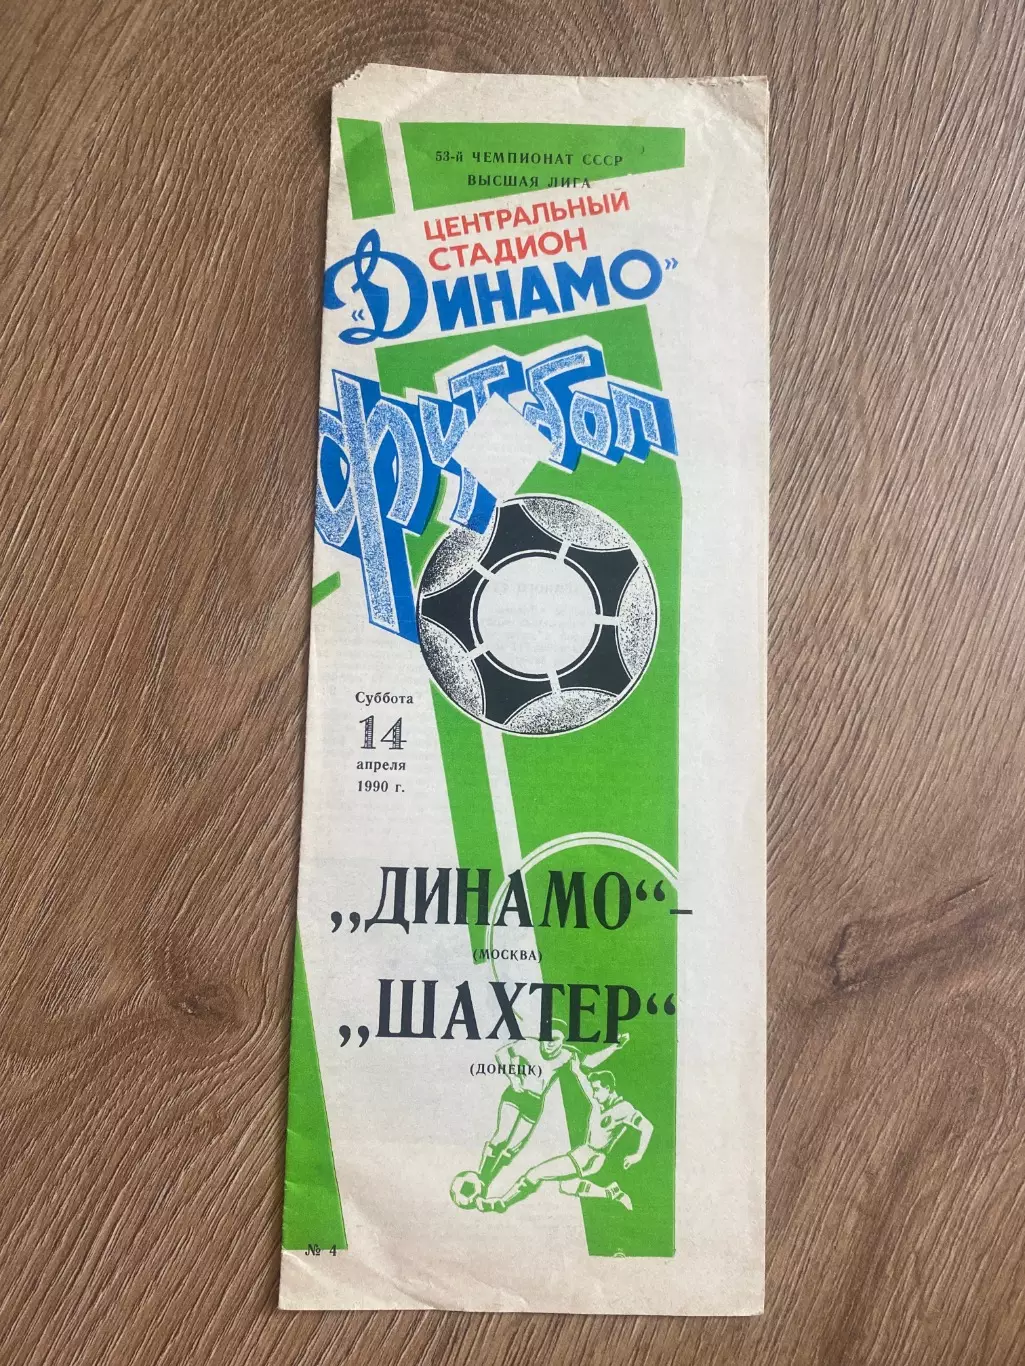 53-й ЧЕМПИОНАТ СССР
ВЫСШАЯ ЛИГА
ЦЕНТРАЛЬНЫЙ
СТАДИОН
«ДИНАМО»
футбол
Суббота
14
апреля
1990 г.
„ДИНАМО“-
(МОСКВА)
„ШАХТЕР“
(ДОНЕЦК)
№ 4